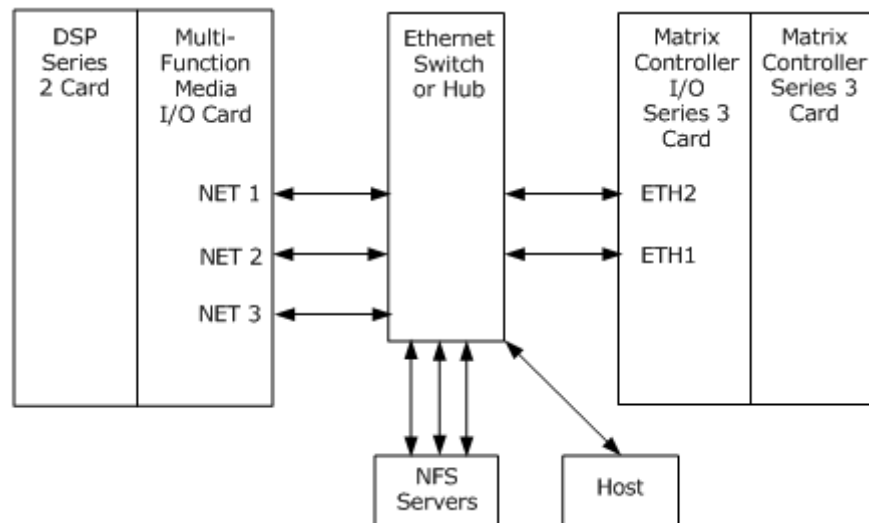 DSP
Series
2 Card
Multi-
Function
Media
I/O Card
Ethernet
Switch
or Hub
Matrix
Controller
I/O
Series 3
Card
Matrix
Controller
Series 3
Card
NET 1
NET 2
NET 3
ETH2
ETH1
NFS
Servers
Host